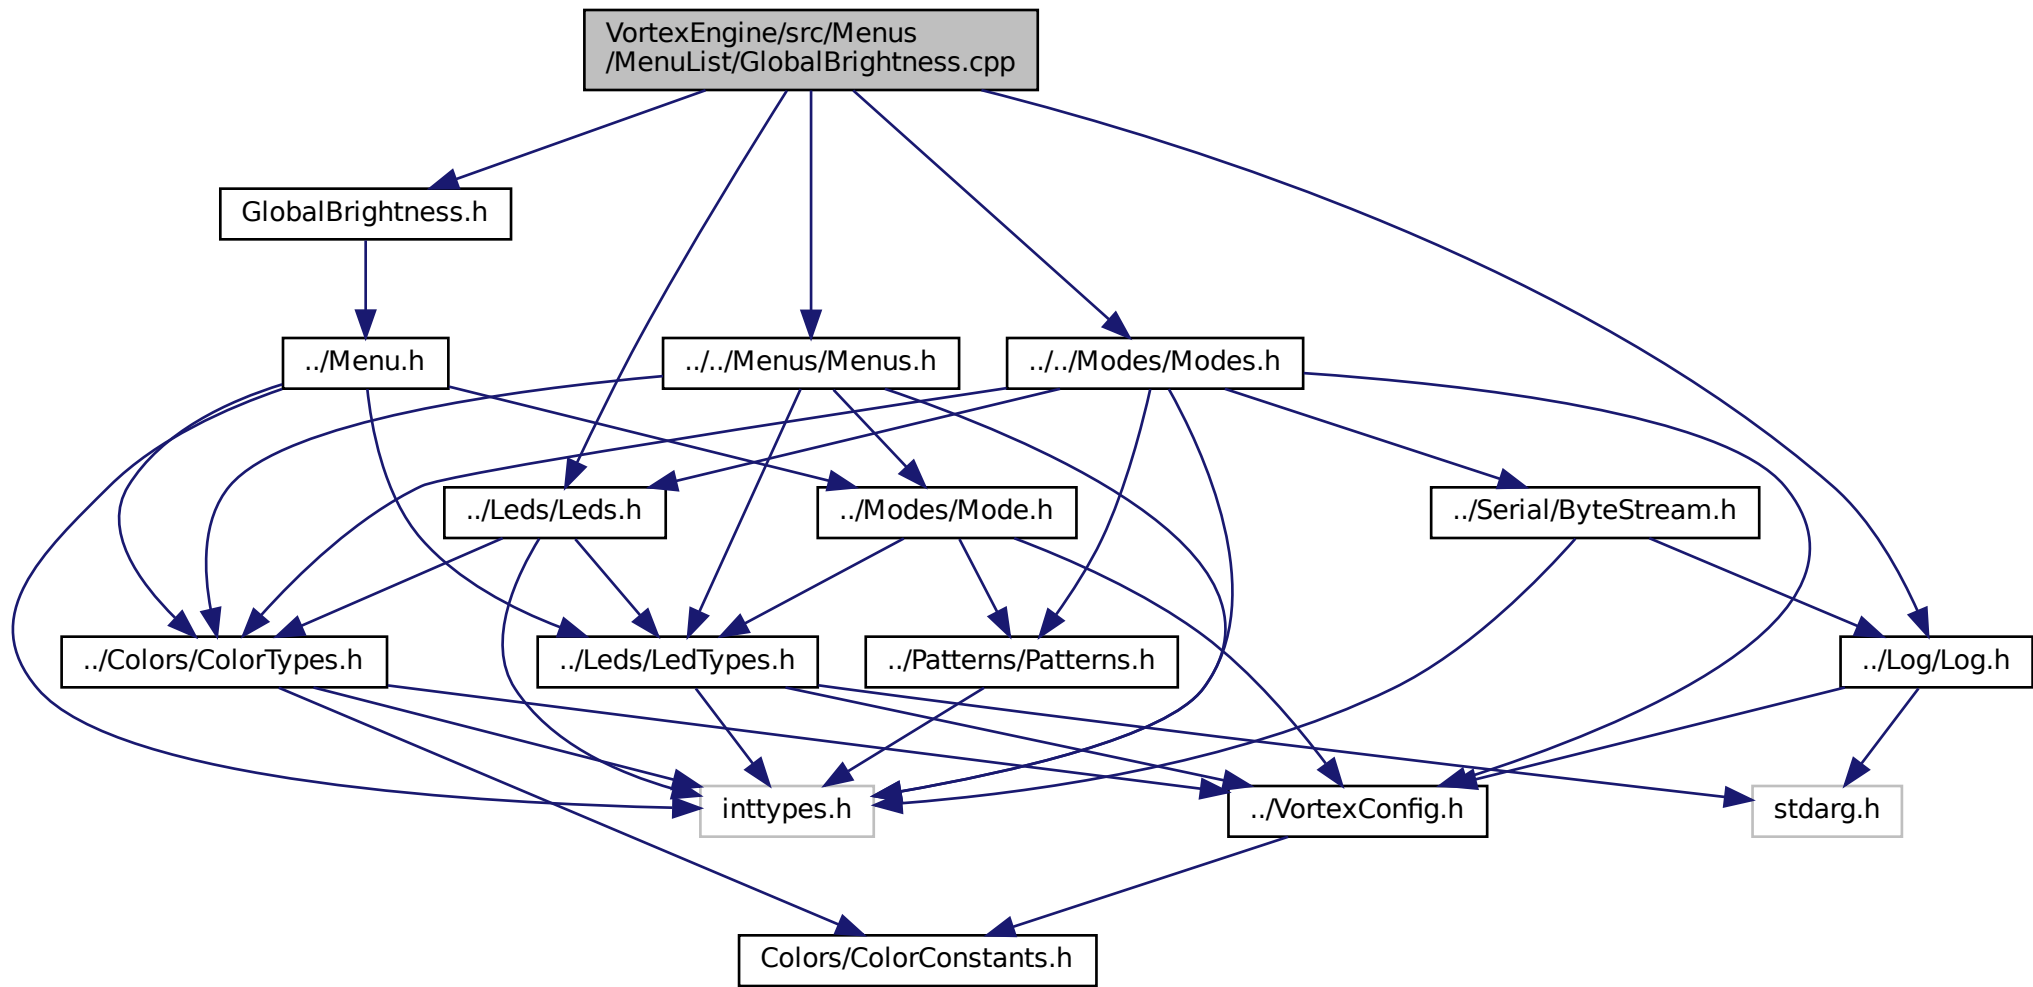 VortexEngine/src/Menus
/MenuList/GlobalBrightness.cpp
GlobalBrightness.h
../Menu.h
../../Menus/Menus.h
../../Modes/Modes.h
../Leds/Leds.h
../Modes/Mode.h
../Serial/ByteStream.h
../Colors/ColorTypes.h
../Leds/LedTypes.h
../Patterns/Patterns.h
../Log/Log.h
inttypes.h
../VortexConfig.h
stdarg.h
Colors/ColorConstants.h